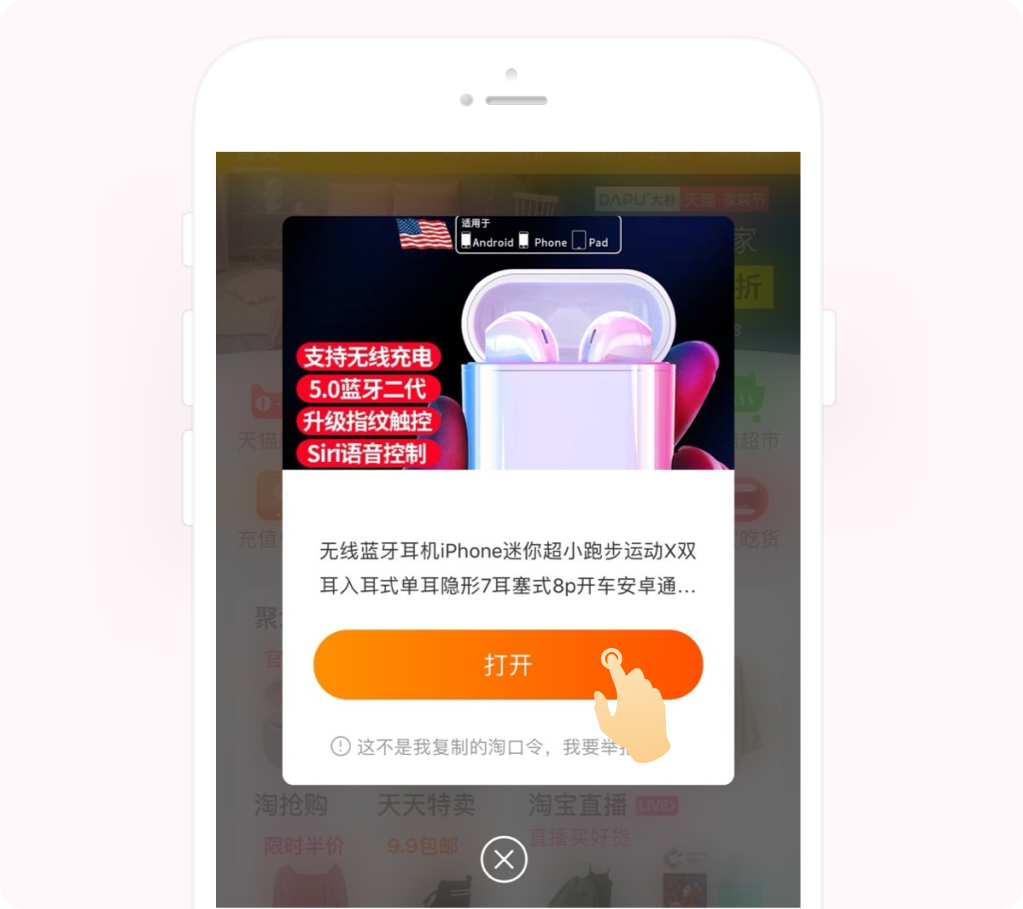 首页
DAPU大朴 天猫·家装节
适用于
Android Phone Pad
家
折
支持无线充电
5.0蓝牙二代
升级指纹触控
Siri语音控制
天猫
超市
充值
吃货
无线蓝牙耳机iPhone迷你超小跑步运动X双
耳入耳式单耳隐形7耳塞式8p开车安卓通...
聚
官
打开
这不是我复制的淘口令，我要举报
淘抢购 天天特卖 淘宝直播 LIVE
限时半价 9.9包邮 直播买好货